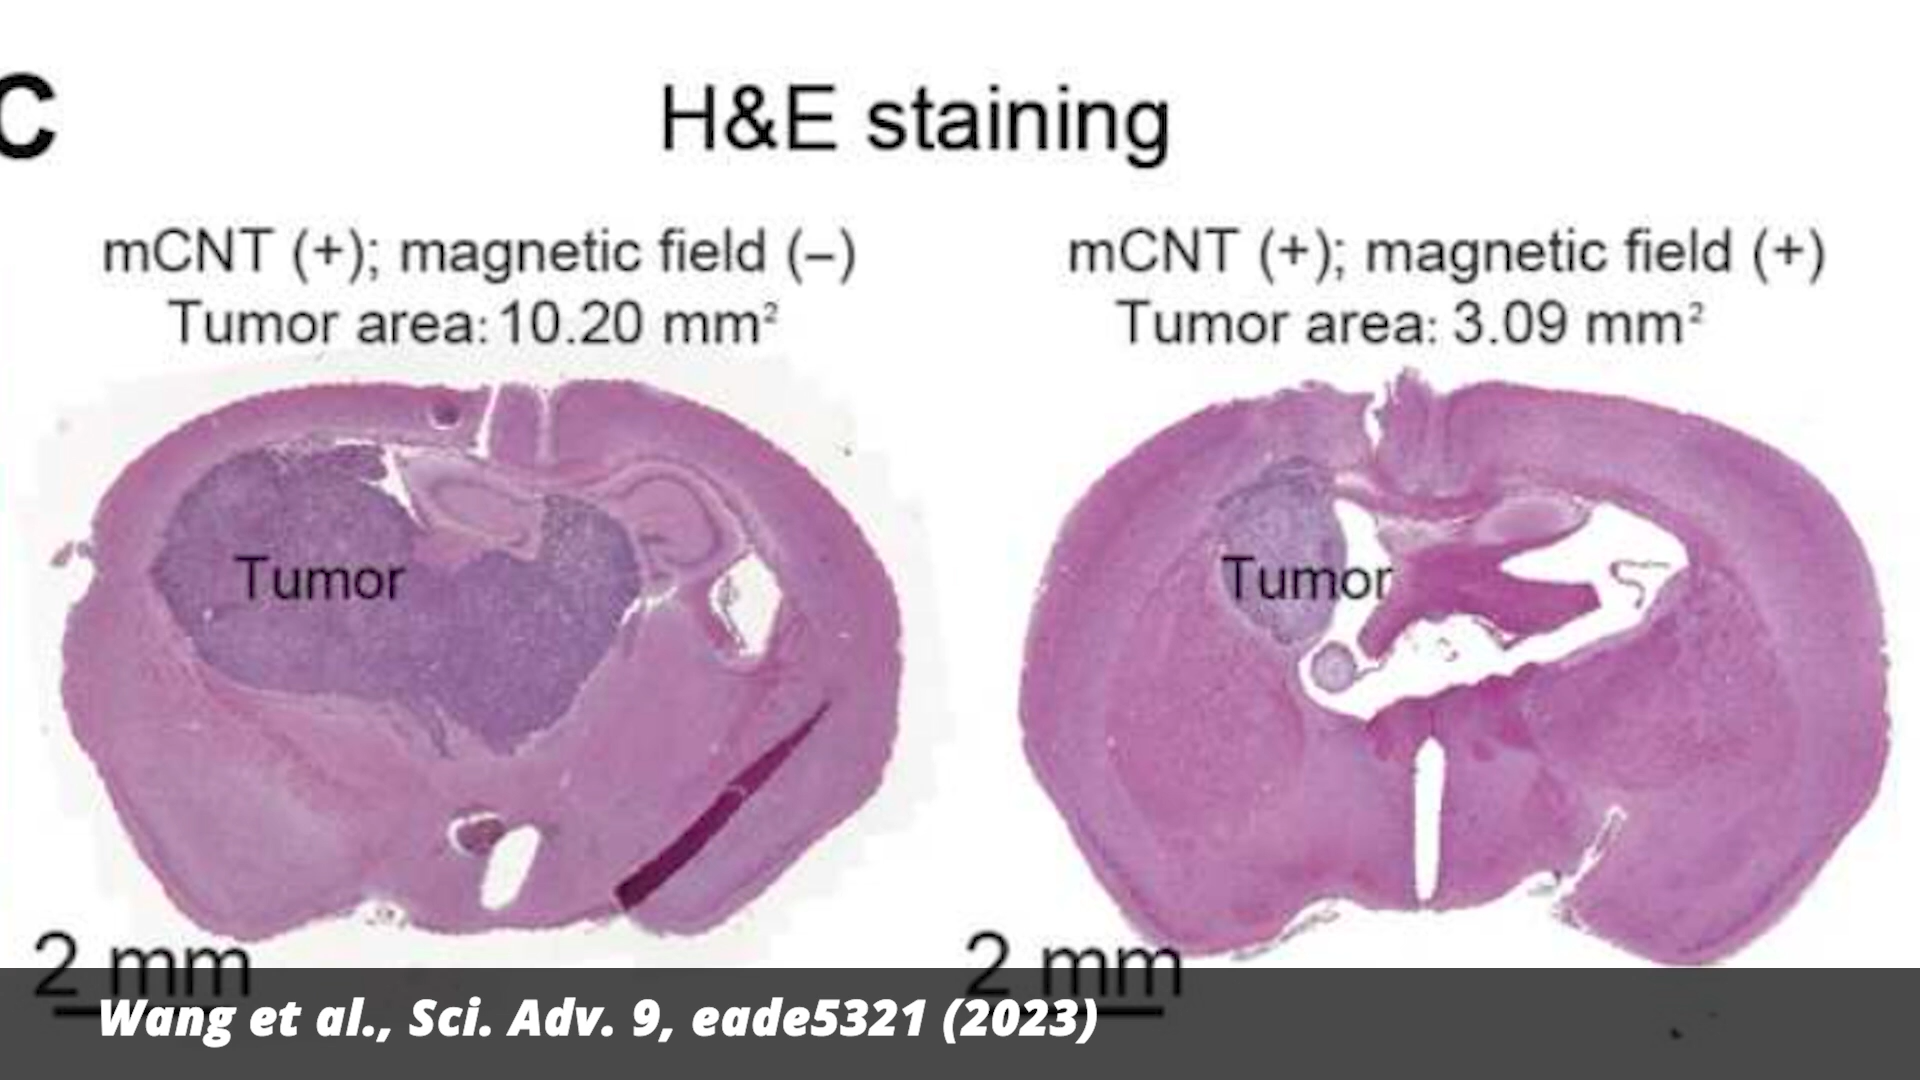 C
H&E staining
mCNT (+); magnetic field (–)
Tumor area: 10.20 mm²
mCNT (+); magnetic field (+)
Tumor area: 3.09 mm²
Tumor
Tumor
2 mm
2 mm
Wang et al., Sci. Adv. 9, eade5321 (2023)